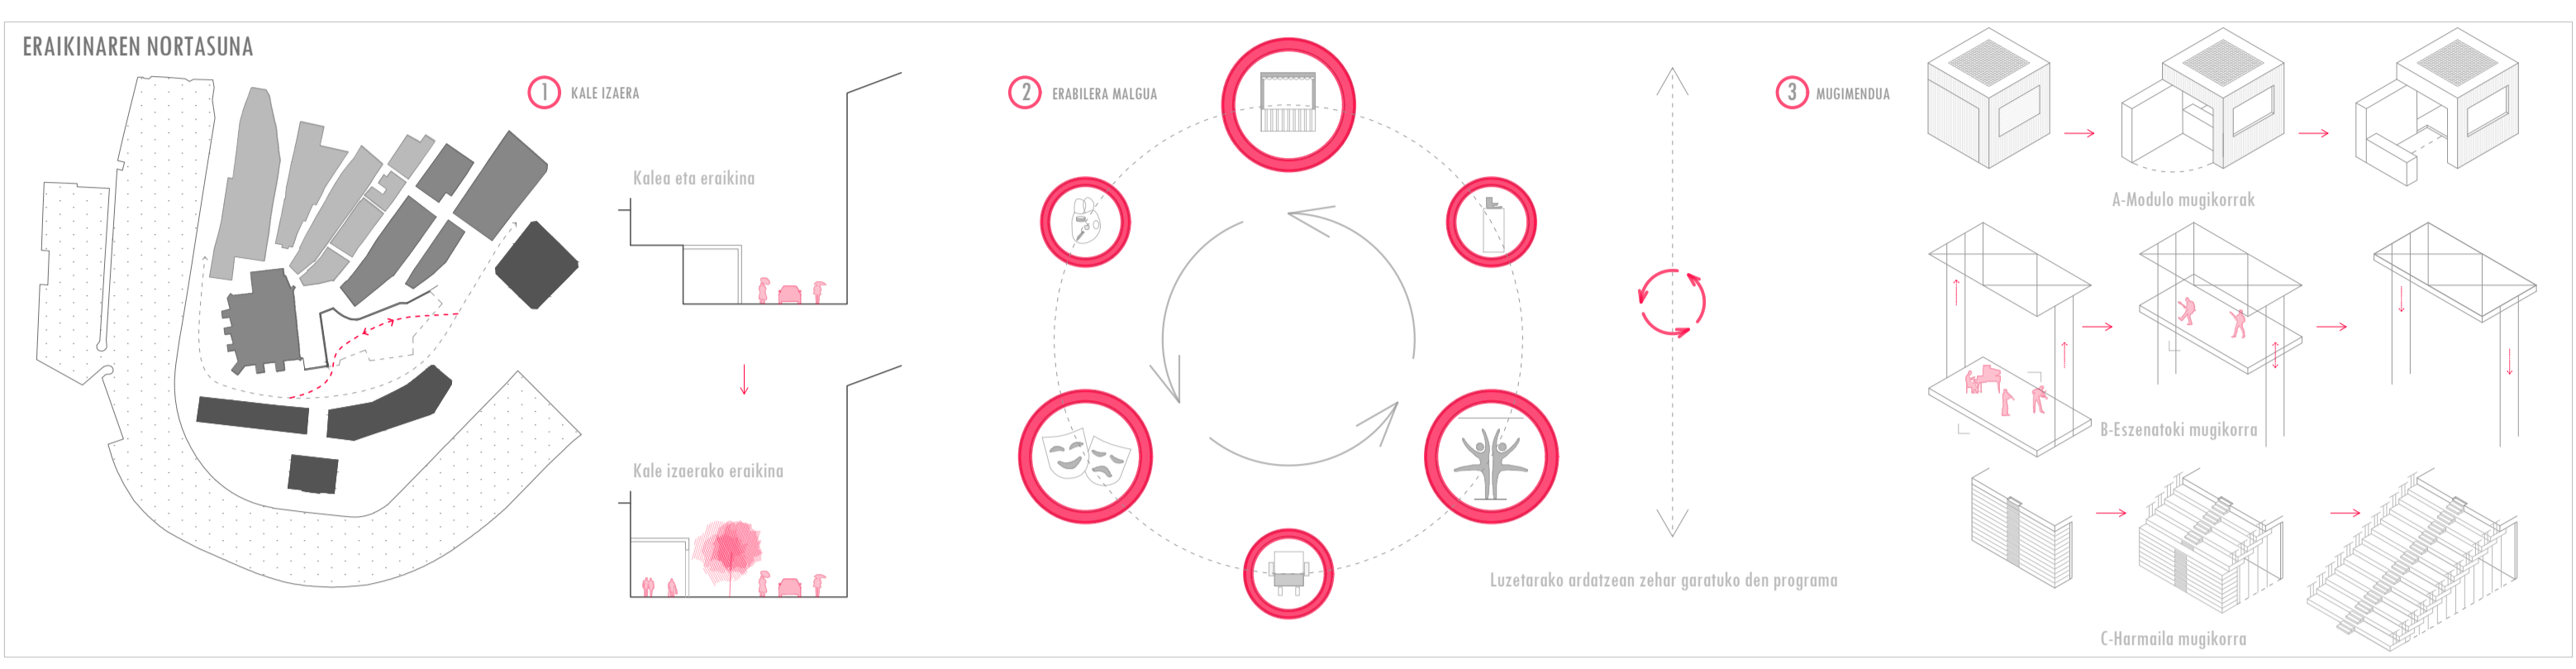 ERAIKINAREN NORTASUNA
1 KALE IZAERA
Kalea eta eraikina
Kale izaerako eraikina
2 ERABILERA MALGUA
Luzetarako ardatzean zehar garatuko den programa
3 MUGIMENDUA
A-Modulo mugikorrak
B-Eszenatoki mugikorra
C-Harmaila mugikorra